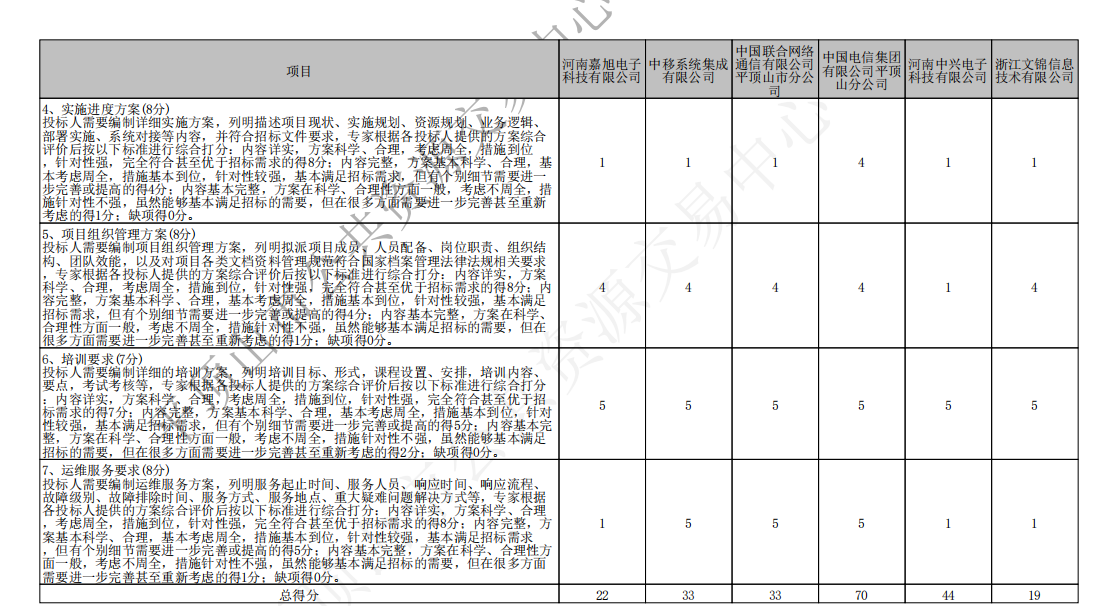 项目
河南嘉旭电子
科技有限公司
中移系统集成
有限公司
中国联合网络
通信有限公司
平顶山市分公
司
中国电信集团
有限公司平顶
山分公司
河南中兴电子
科技有限公司
浙江文锦信息
技术有限公司
4、实施进度方案(8分)
投标人需要编制详细实施方案，列明描述项目现状、实施规划、资源规划、业务逻辑、
部署实施、系统对接等内容，并符合招标文件要求，专家根据各投标人提供的方案综合
评价后按以下标准进行综合打分：内容详实，方案科学、合理，考虑周全，措施到位
，针对性强，完全符合甚至优于招标需求的得8分；内容完整，方案基本科学、合理，基
本考虑周全，措施基本到位，针对性较强，基本满足招标需求，但有个别细节需要进一
步完善或提高的得4分；内容基本完整，方案在科学、合理性方面一般，考虑不周全，措
施针对性不强，虽然能够基本满足招标的需要，但在很多方面需要进一步完善甚至重新
考虑的得1分；缺项得0分。
1 1 1 4 1 1
5、项目组织管理方案(8分)
投标人需要编制项目组织管理方案，列明拟派项目成员、人员配备、岗位职责、组织结
构、团队效能，以及对项目各类文档资料管理规范符合国家档案管理法律法规相关要求
，专家根据各投标人提供的方案综合评价后按以下标准进行综合打分：内容详实，方案
科学、合理，考虑周全，措施到位，针对性强，完全符合甚至优于招标需求的得8分；内
容完整，方案基本科学、合理，基本考虑周全，措施基本到位，针对性较强，基本满足
招标需求，但有个别细节需要进一步完善或提高的得4分；内容基本完整，方案在科学、
合理性方面一般，考虑不周全，措施针对性不强，虽然能够基本满足招标的需要，但在
很多方面需要进一步完善甚至重新考虑的得1分；缺项得0分。
4 4 4 4 1 4
6、培训要求(7分)
投标人需要编制详细的培训方案，列明培训目标、形式，课程设置、安排，培训内容、
要点，考试考核等，专家根据各投标人提供的方案综合评价后按以下标准进行综合打分
：内容详实，方案科学、合理，考虑周全，措施到位，针对性强，完全符合甚至优于招
标需求的得7分；内容完整，方案基本科学、合理，基本考虑周全，措施基本到位，针对
性较强，基本满足招标需求，但有个别细节需要进一步完善或提高的得5分；内容基本完
整，方案在科学、合理性方面一般，考虑不周全，措施针对性不强，虽然能够基本满足
招标的需要，但在很多方面需要进一步完善甚至重新考虑的得2分；缺项得0分。
5 5 5 5 5 5
7、运维服务要求(8分)
投标人需要编制运维服务方案，列明服务起止时间、服务人员、响应时间、响应流程、
故障级别、故障排除时间、服务方式、服务地点、重大疑难问题解决方式等，专家根据
各投标人提供的方案综合评价后按以下标准进行综合打分：内容详实，方案科学、合理
，考虑周全，措施到位，针对性强，完全符合甚至优于招标需求的得8分；内容完整，方
案基本科学、合理，基本考虑周全，措施基本到位，针对性较强，基本满足招标需求
，但有个别细节需要进一步完善或提高的得5分；内容基本完整，方案在科学、合理性方
面一般，考虑不周全，措施针对性不强，虽然能够基本满足招标的需要，但在很多方面
需要进一步完善甚至重新考虑的得1分；缺项得0分。
1 5 5 5 1 1
总得分 22 33 33 70 44 19